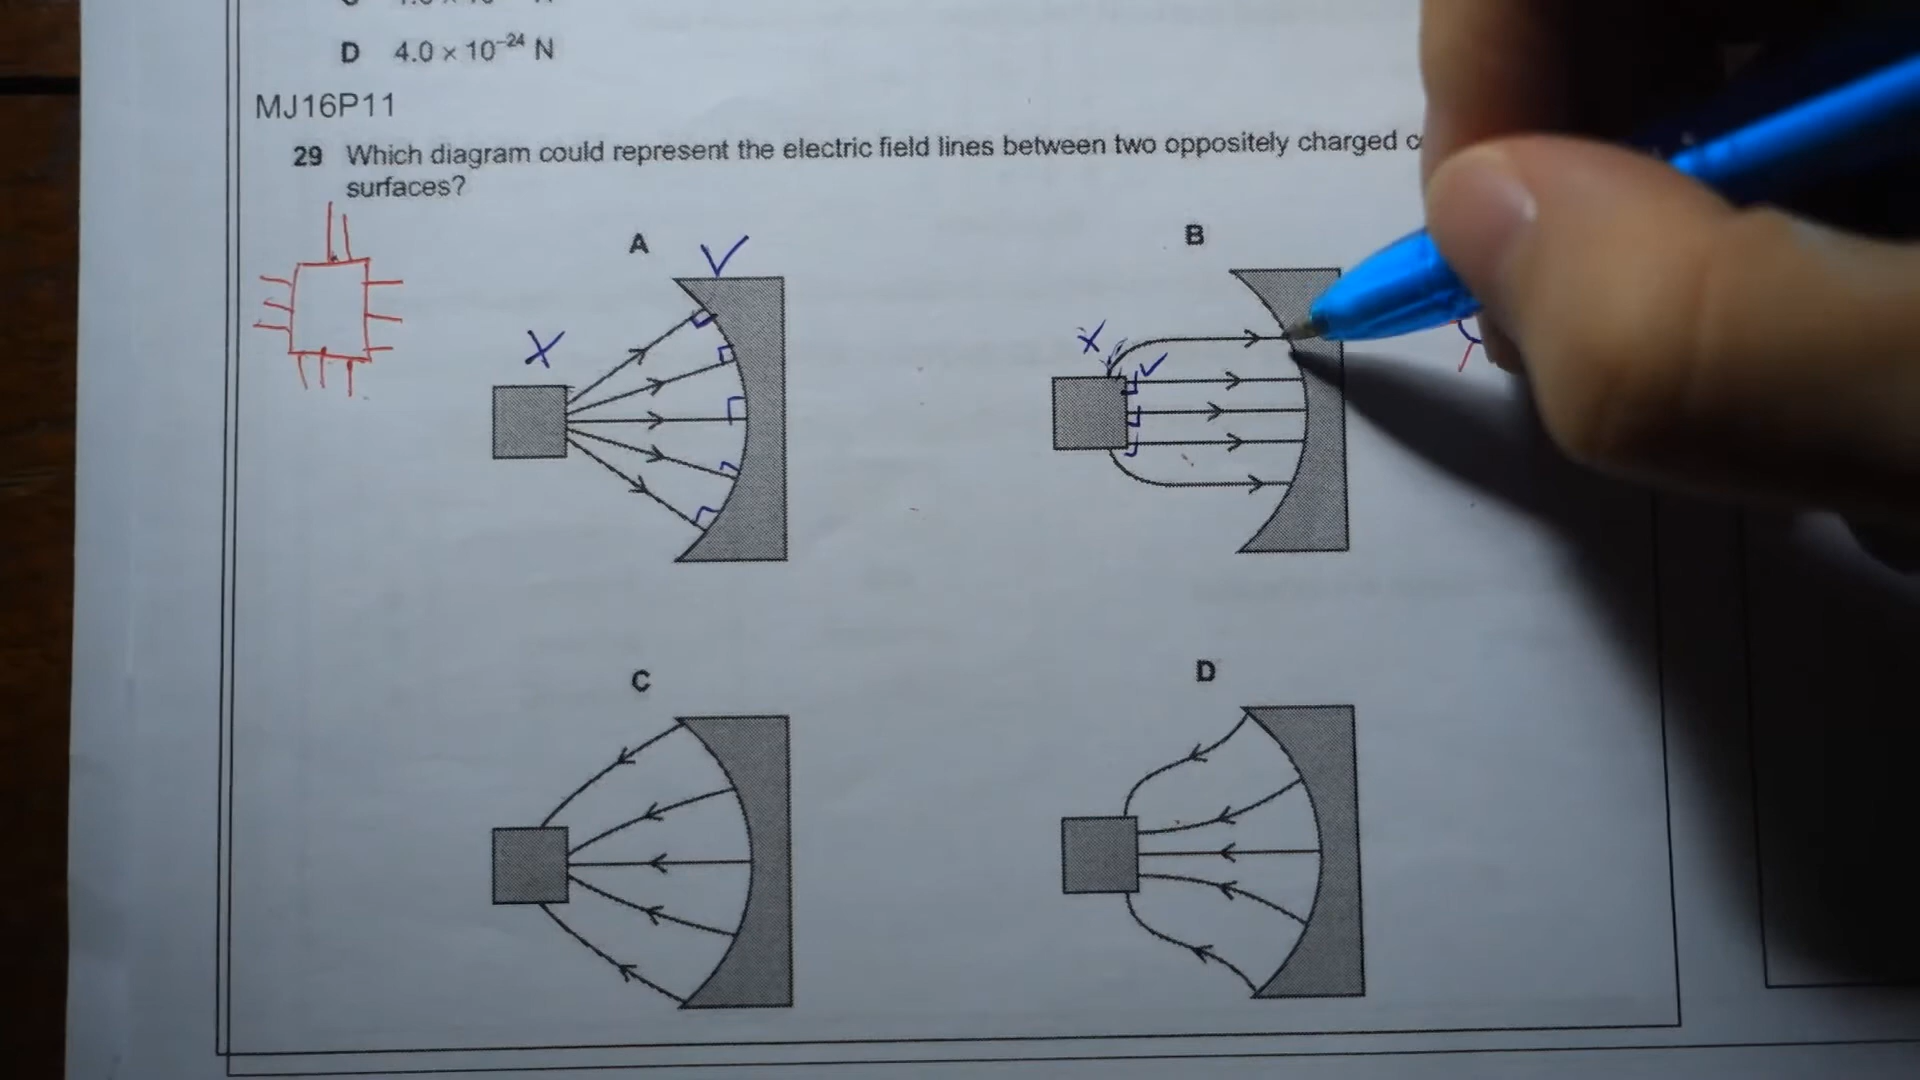 D 4.0 × 10⁻²⁴ N
MJ16P11
29 Which diagram could represent the electric field lines between two oppositely charged
surfaces?
A
B
C
D